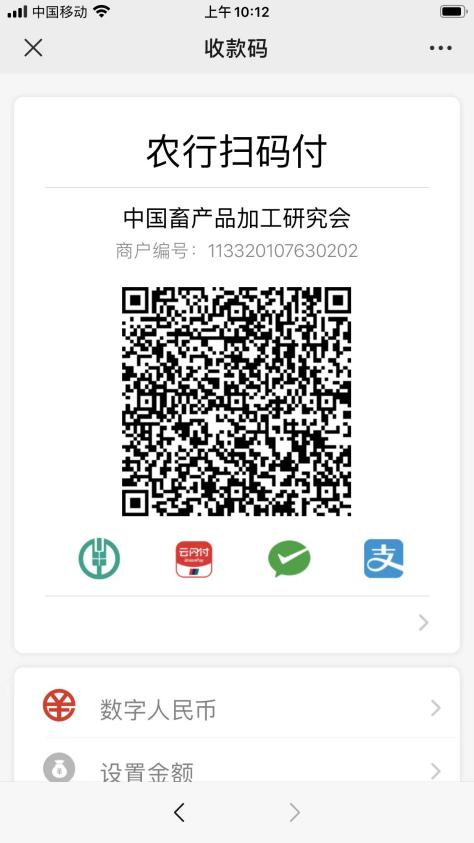 中国移动 上午10:12
收款码
农行扫码付
中国畜产品加工研究会
商户编号：113320107630202
云闪付
UnionPay
支
数字人民币
设置金额